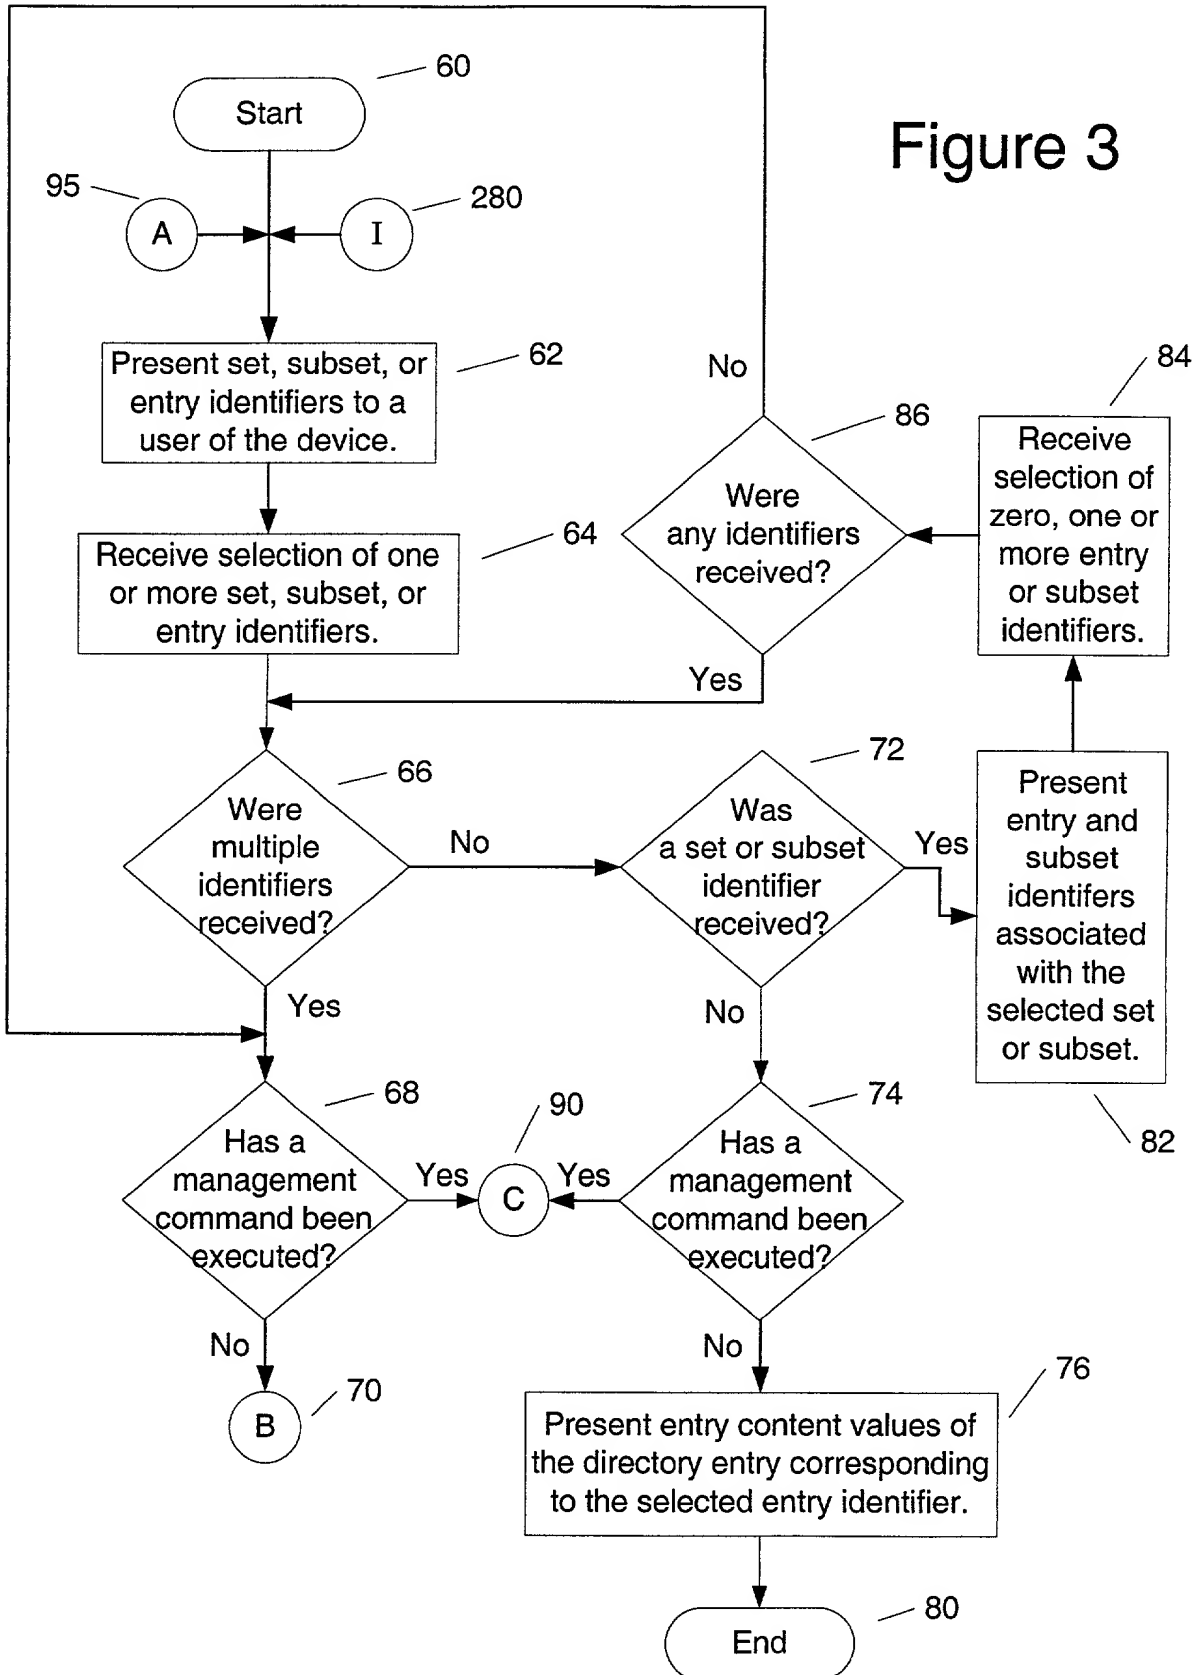 Figure 3
60
Start
95
A
I
280
Present set, subset, or
entry identifiers to a
user of the device.
62
Receive selection of one
or more set, subset, or
entry identifiers.
64
No
86
Were
any identifiers
received?
Yes
84
Receive
selection of
zero, one or
more entry
or subset
identifiers.
66
Were
multiple
identifiers
received?
No
Yes
72
Was
a set or subset
identifier
received?
Yes
No
Present
entry and
subset
identifers
associated
with the
selected set
or subset.
82
68
Has a
management
command been
executed?
Yes
No
90
C
Yes
74
Has a
management
command been
executed?
No
B
70
76
Present entry content values of
the directory entry corresponding
to the selected entry identifier.
80
End